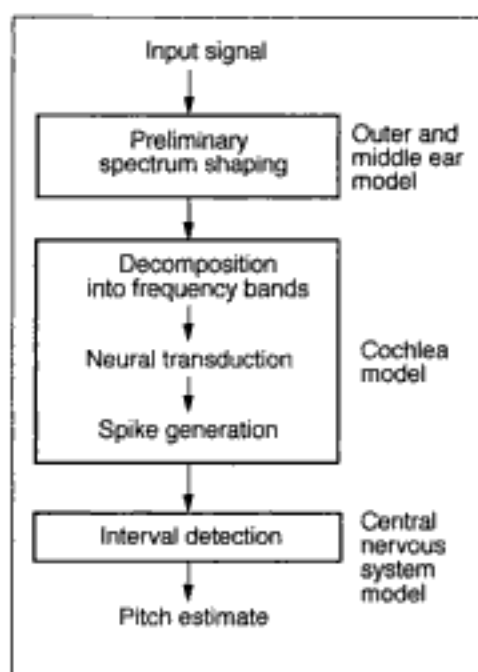 Input signal
Preliminary
spectrum shaping
Outer and
middle ear
model
Decomposition
into frequency bands
Neural transduction
Spike generation
Cochlea
model
Interval detection
Central
nervous
system
model
Pitch estimate